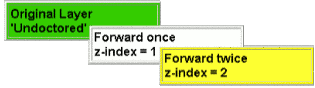 Original Layer
'Undoctored'
Forward once
z-index = 1
Forward twice
z-index = 2